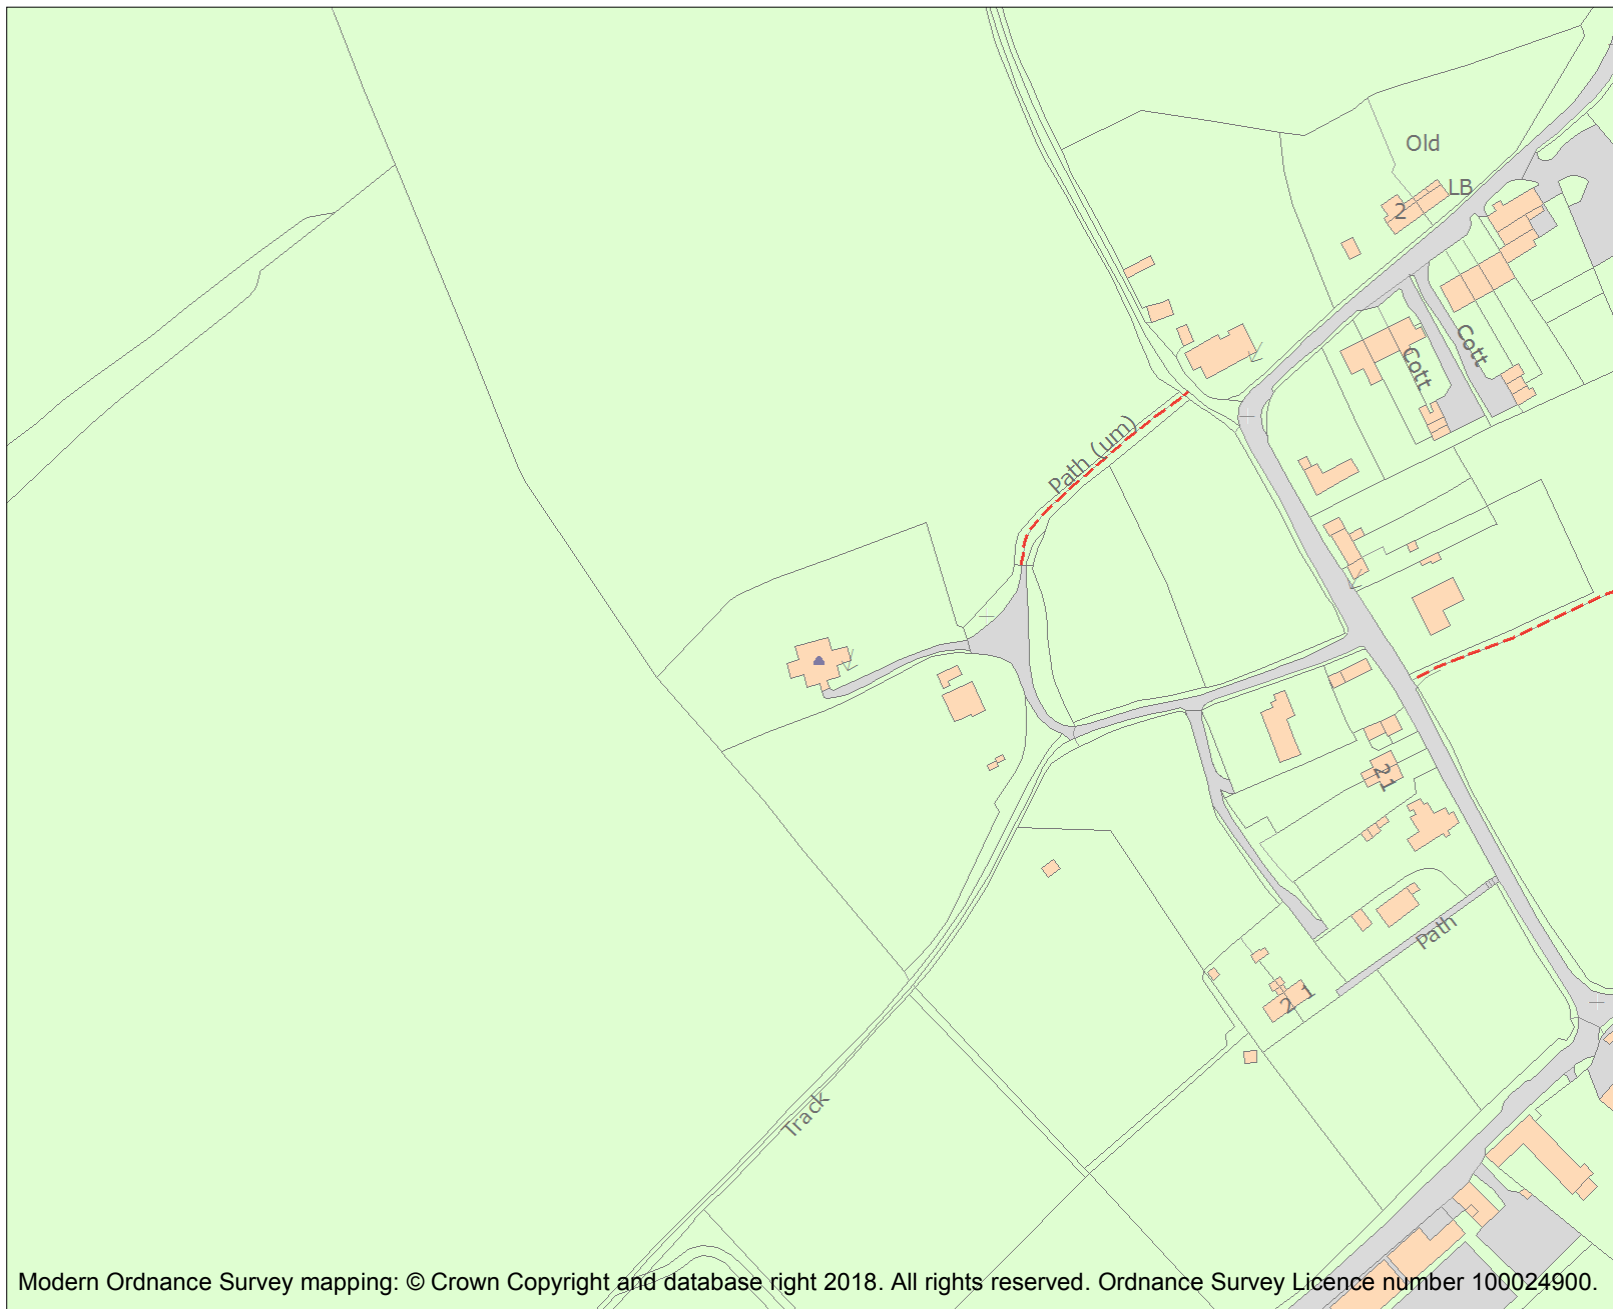 Old
LB
2
Cott
Cott
Path (um)
21
Path
2 1
Track
Modern Ordnance Survey mapping: © Crown Copyright and database right 2018. All rights reserved. Ordnance Survey Licence number 100024900.